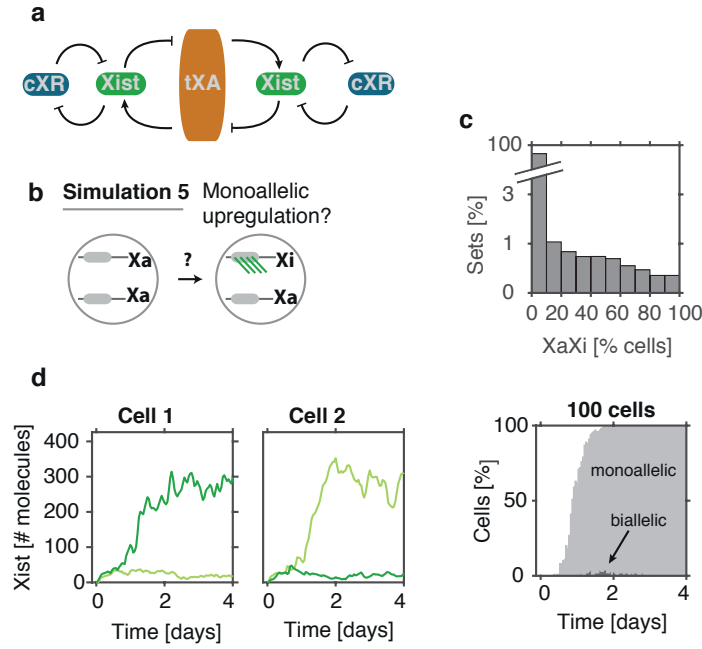 a
cXR Xist tXA Xist cXR
b Simulation 5 Monoallelic
upregulation?
Xa ? Xi
Xa Xa
c
100
3
1
0
Sets [%]
0 20 40 60 80 100
XaXi [% cells]
d
Cell 1 Cell 2
400
300
200
100
0
Xist [# molecules]
0 2 4 0 2 4
Time [days] Time [days]
100 cells
100
50
0
Cells [%]
monoallelic
biallelic
0 2 4
Time [days]